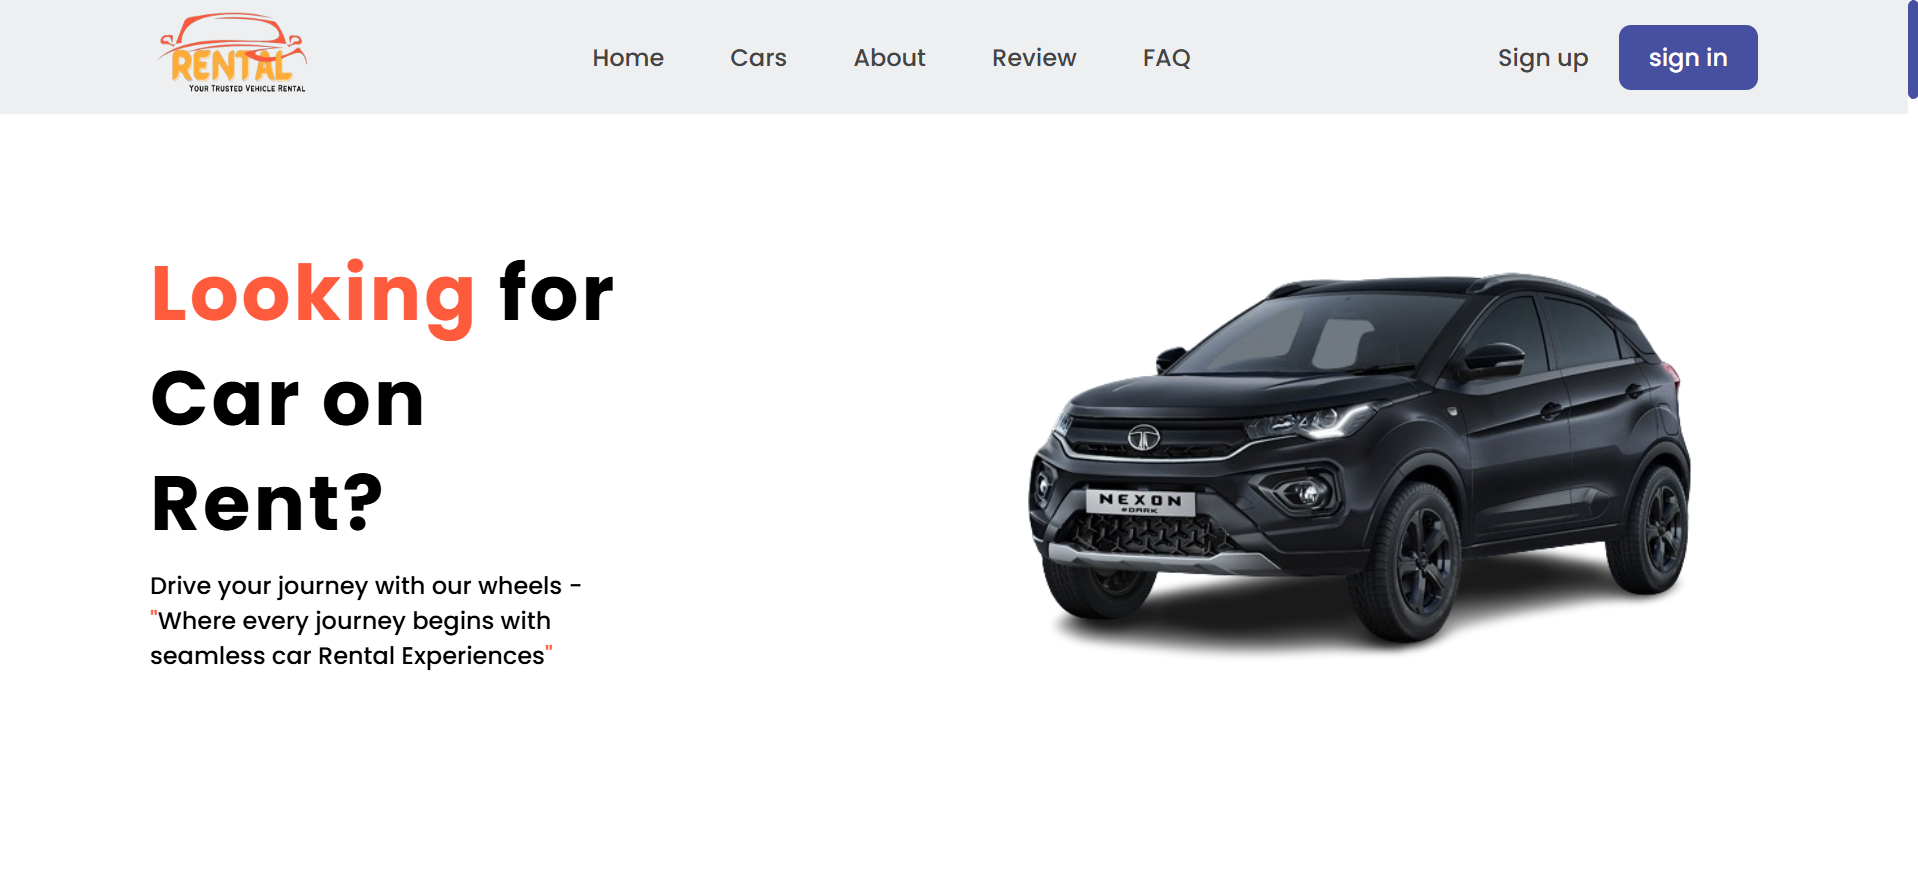 RENTAL
YOUR TRUSTED VEHICLE RENTAL
Home Cars About Review FAQ Sign up sign in
Looking for
Car on
Rent?
Drive your journey with our wheels -
"Where every journey begins with
seamless car Rental Experiences"
NEXON
#DARK